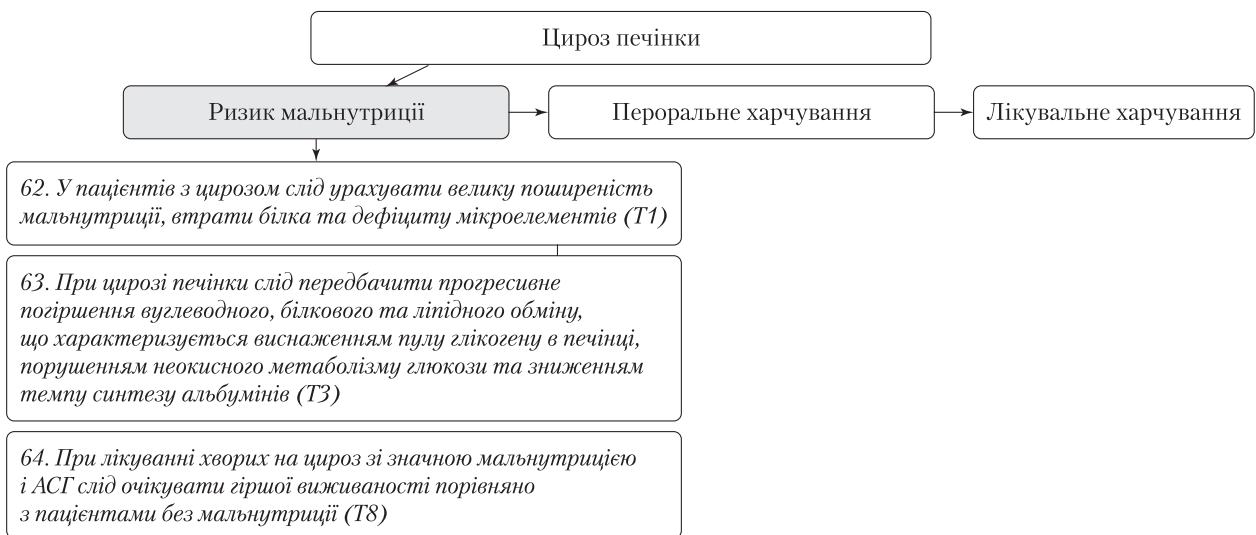 Цироз печінки
Ризик мальнутриції
Пероральне харчування
Лікувальне харчування
62. У пацієнтів з цирозом слід урахувати велику поширеність
мальнутриції, втрати білка та дефіциту мікроелементів (Т1)
63. При цирозі печінки слід передбачити прогресивне
погіршення вуглеводного, білкового та ліпідного обміну,
що характеризується виснаженням пулу глікогену в печінці,
порушенням неокисного метаболізму глюкози та зниженням
темпу синтезу альбумінів (Т3)
64. При лікуванні хворих на цироз зі значною мальнутрицією
і АСГ слід очікувати гіршої виживаності порівняно
з пацієнтами без мальнутриції (Т8)